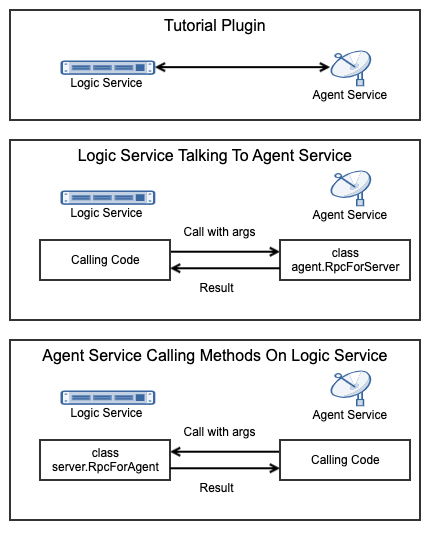 Tutorial Plugin
Logic Service
Agent Service
Logic Service Talking To Agent Service
Logic Service
Agent Service
Call with args
Calling Code
class
agent.RpcForServer
Result
Agent Service Calling Methods On Logic Service
Logic Service
Agent Service
Call with args
class
server.RpcForAgent
Calling Code
Result